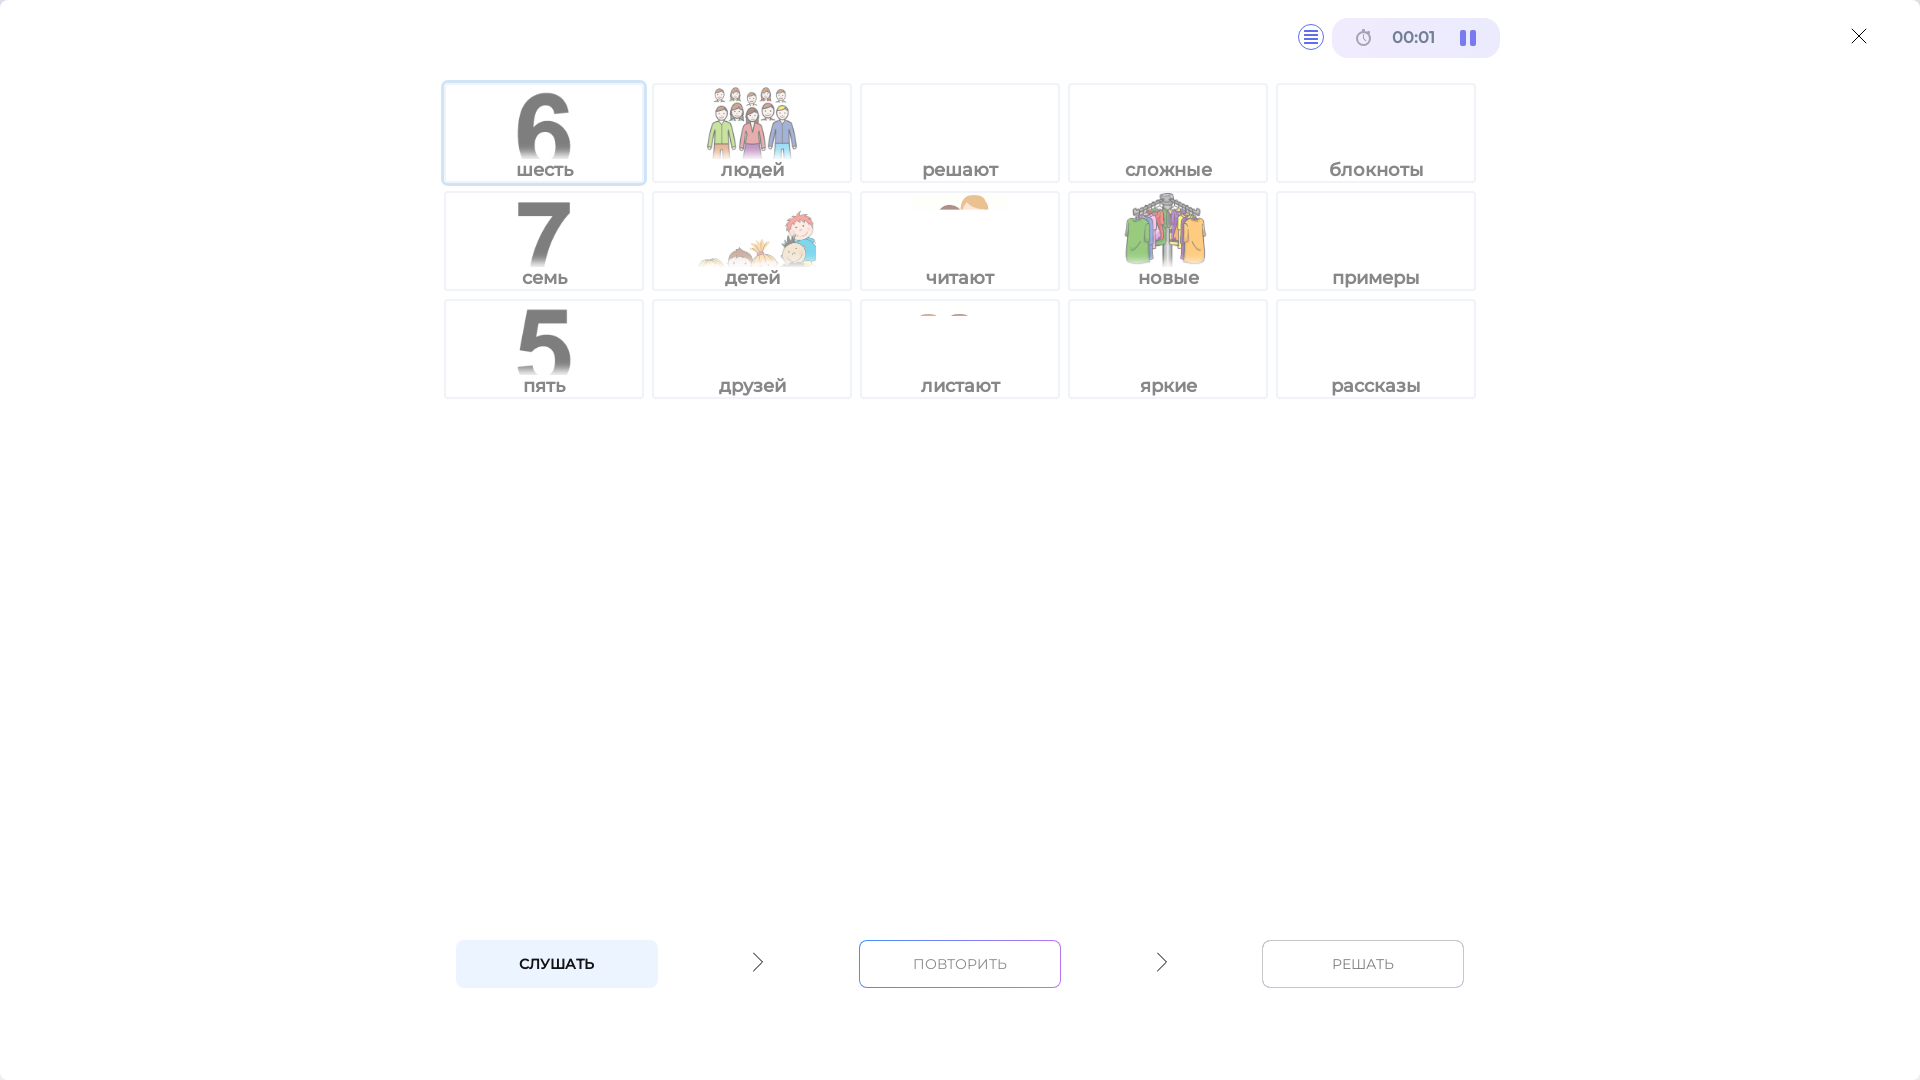 00:01
6
шесть людей решают сложные блокноты
7
семь детей читают новые примеры
5
пять друзей листают яркие рассказы
СЛУШАТЬ ПОВТОРИТЬ РЕШАТЬ